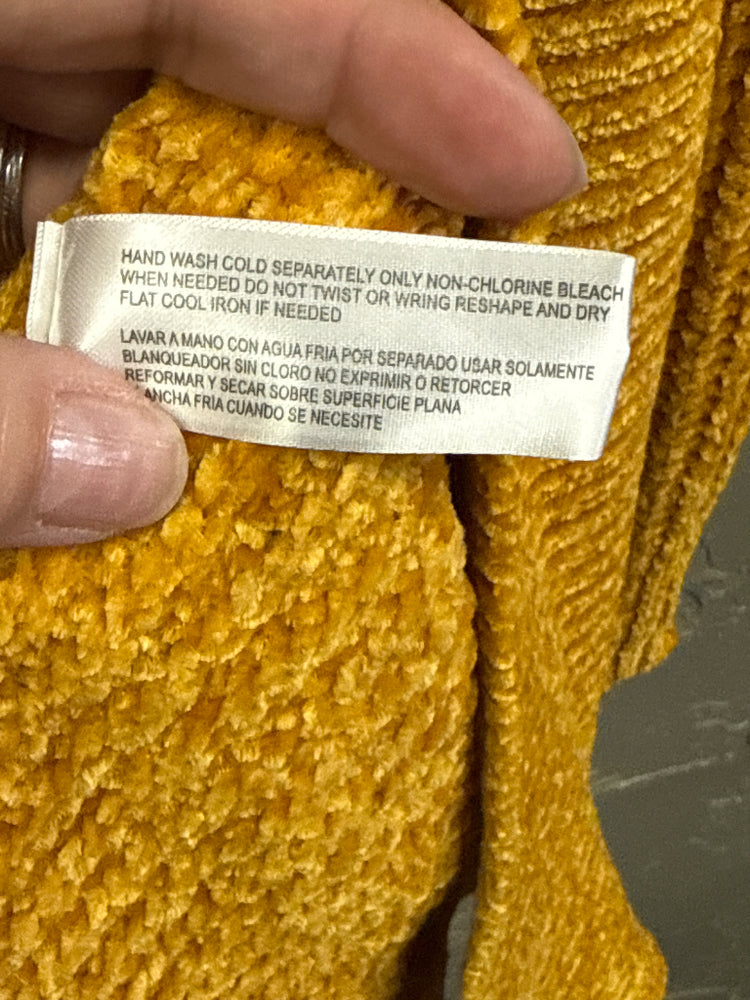 HAND WASH COLD SEPARATELY ONLY NON-CHLORINE BLEACH
WHEN NEEDED DO NOT TWIST OR WRING RESHAPE AND DRY
FLAT COOL IRON IF NEEDED
LAVAR A MANO CON AGUA FRIA POR SEPARADO USAR SOLAMENTE
BLANQUEADOR SIN CLORO NO EXPRIMIR O RETORCER
REFORMAR Y SECAR SOBRE SUPERFICIE PLANA
FRIA CUANDO SE NECESITE